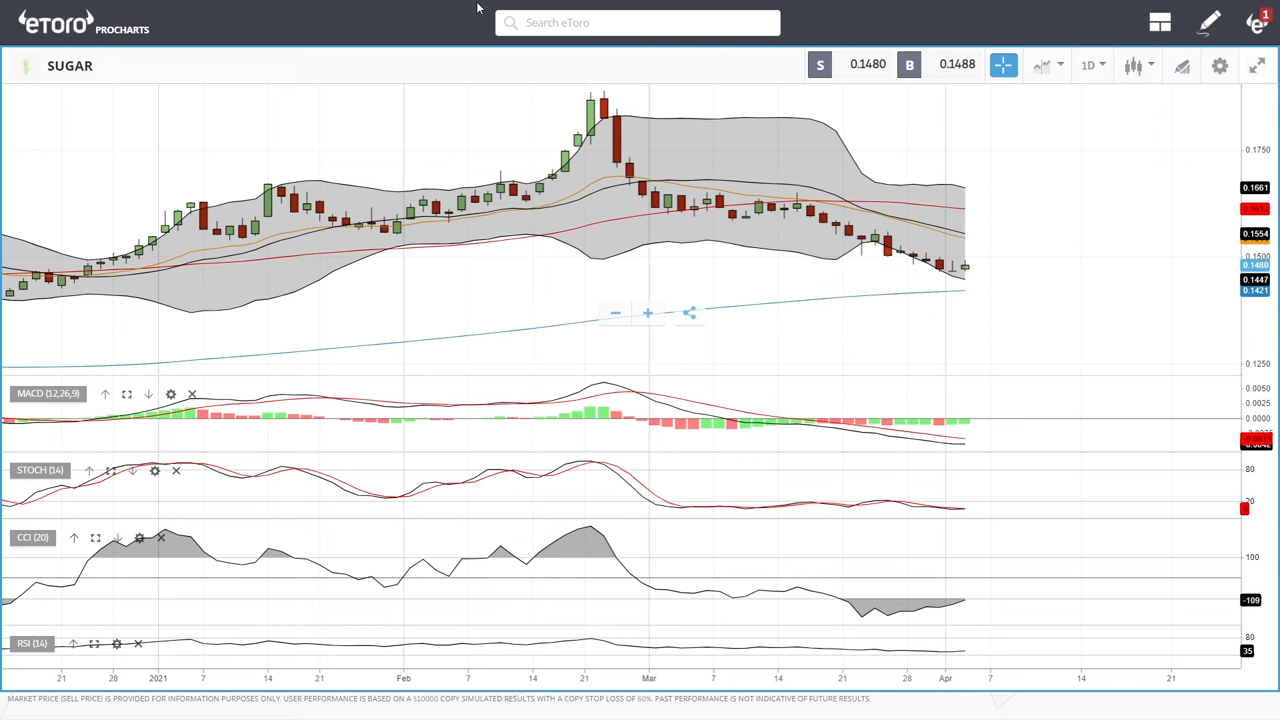 eToro PROCHARTS
Search eToro
1
SUGAR
S 0.1480 B 0.1488
1D
0.1750
0.1661
0.1612
0.1554
0.1500
0.1480
0.1447
0.1421
0.1250
MACD (12,26,9)
0.0050
0.0025
0.0000
STOCH (14)
80
20
CCI (20)
100
-109
RSI (14)
80
35
21 28 2021 7 14 21 Feb 7 14 21 Mar 7 14 21 28 Apr 7 14 21
MARKET PRICE (SELL PRICE) IS PROVIDED FOR INFORMATION PURPOSES ONLY. USER PERFORMANCE IS BASED ON A $10000 COPY SIMULATED RESULTS WITH A COPY STOP LOSS OF 60%. PAST PERFORMANCE IS NOT INDICATIVE OF FUTURE RESULTS.